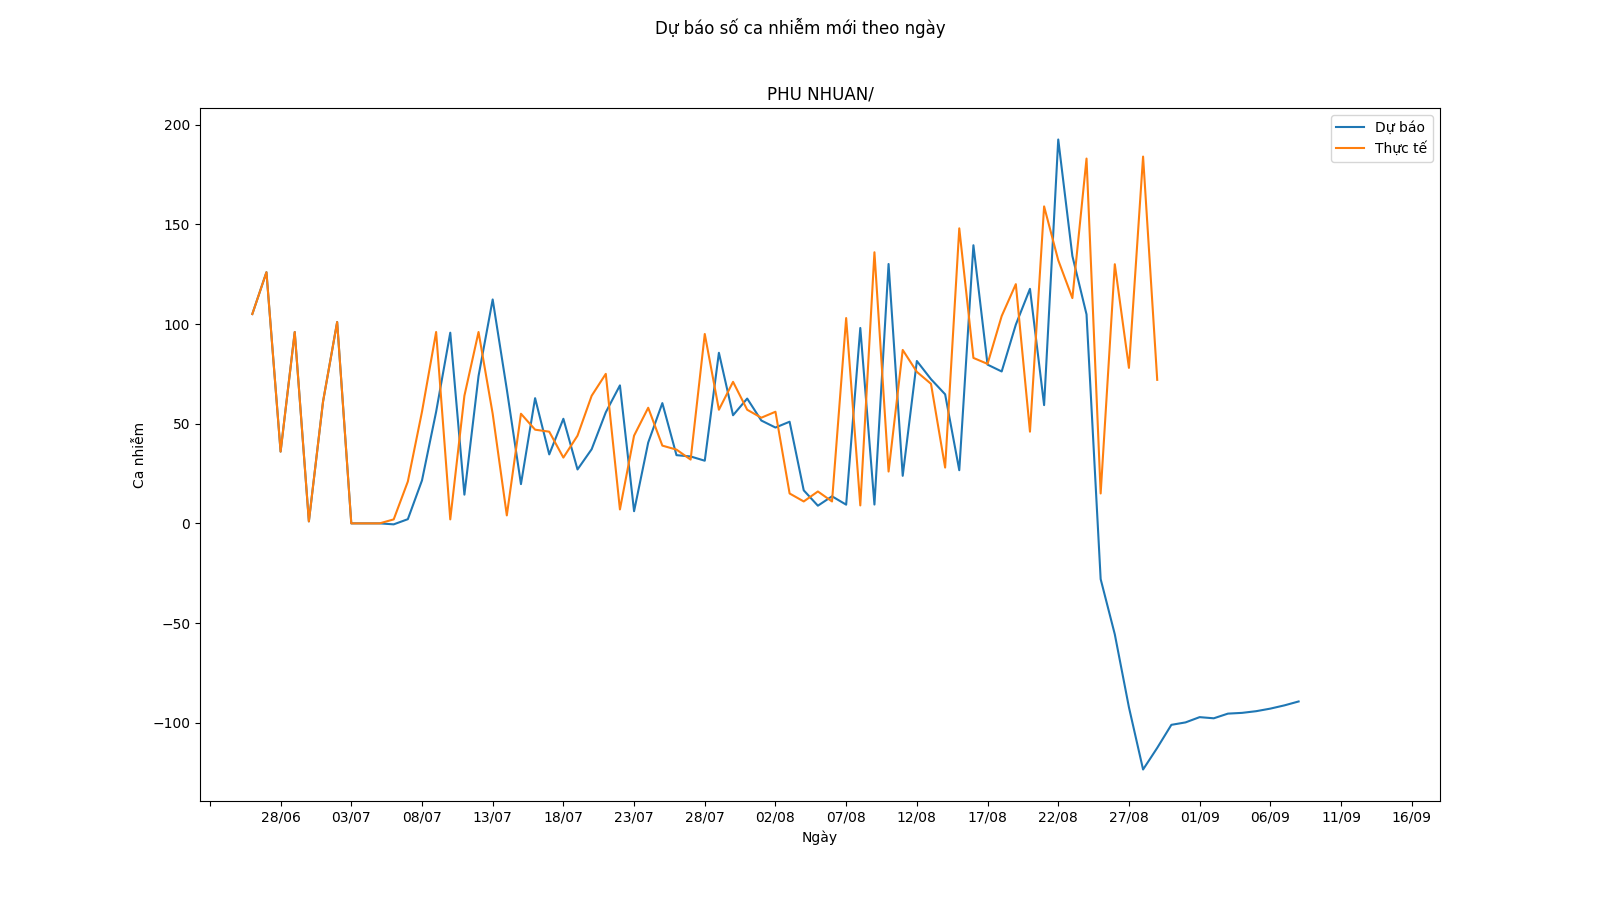 Dự báo số ca nhiễm mới theo ngày
PHU NHUAN/
Dự báo
Thực tế
200
150
100
50
0
−50
−100
Ca nhiễm
28/06 03/07 08/07 13/07 18/07 23/07 28/07 02/08 07/08 12/08 17/08 22/08 27/08 01/09 06/09 11/09 16/09
Ngày